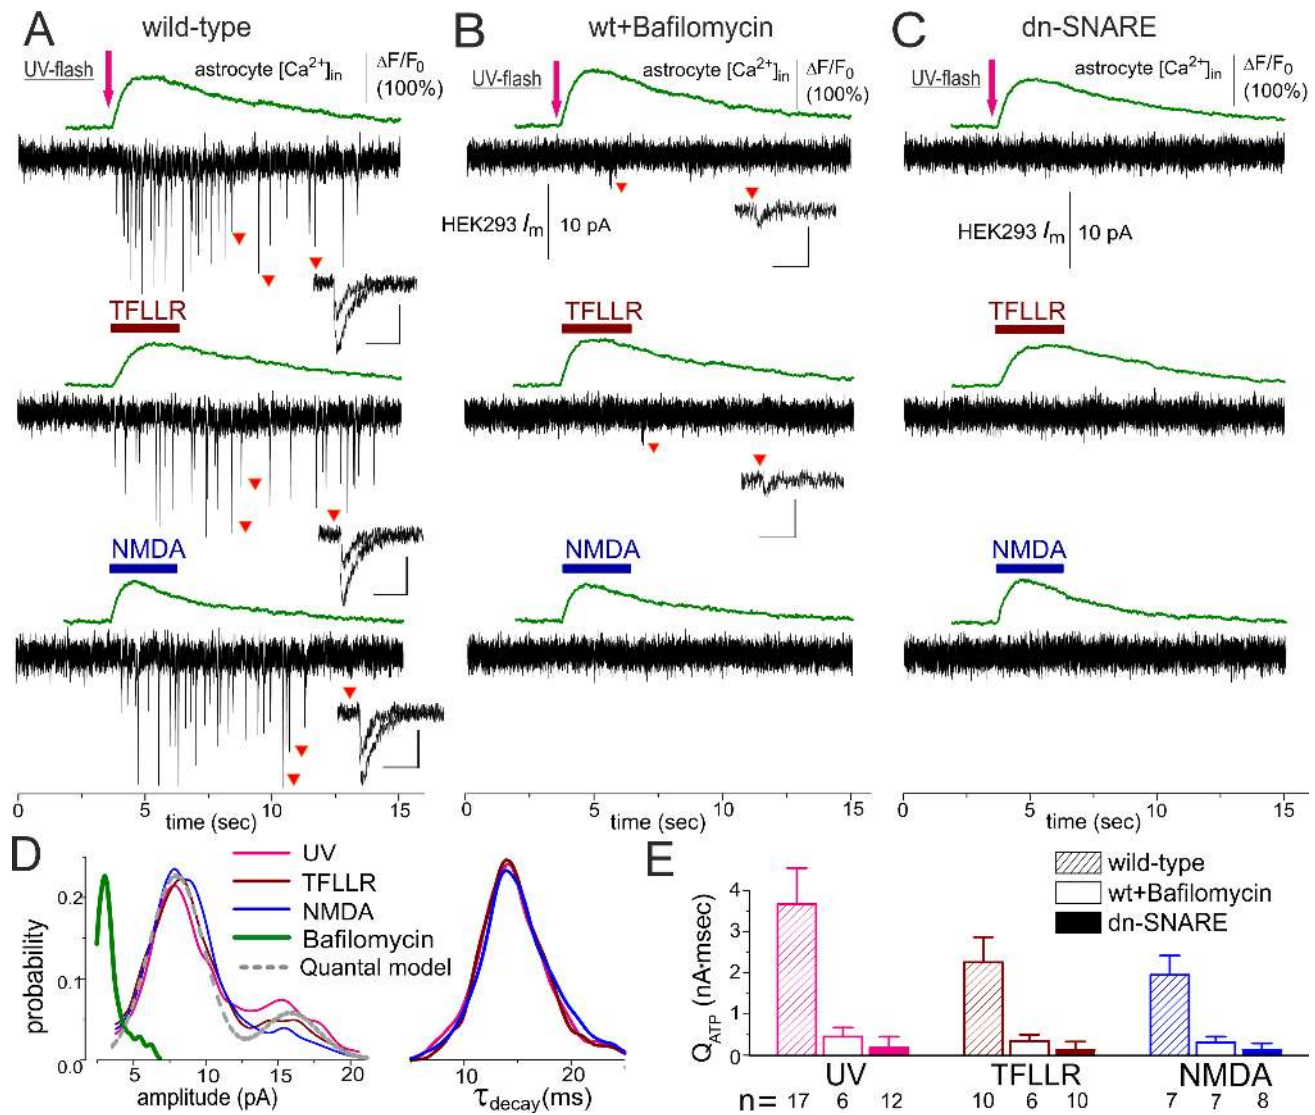 A wild-type
B wt+Bafilomycin
C dn-SNARE
UV-flash astrocyte [Ca²⁺]in ΔF/F₀ (100%)
UV-flash astrocyte [Ca²⁺]in ΔF/F₀ (100%)
UV-flash astrocyte [Ca²⁺]in ΔF/F₀ (100%)
HEK293 Im 10 pA
HEK293 Im 10 pA
TFLLR
TFLLR
TFLLR
NMDA
NMDA
NMDA
0 5 10 15
time (sec)
0 5 10 15
time (sec)
0 5 10 15
time (sec)
D
UV
TFLLR
NMDA
Bafilomycin
Quantal model
probability
0.2
0.1
0.0
5 10 15 20
amplitude (pA)
10 20
τdecay(ms)
E
wild-type
wt+Bafilomycin
dn-SNARE
QATP (nA·msec)
4
3
2
1
0
UV TFLLR NMDA
n= 17 6 12 10 6 10 7 7 8